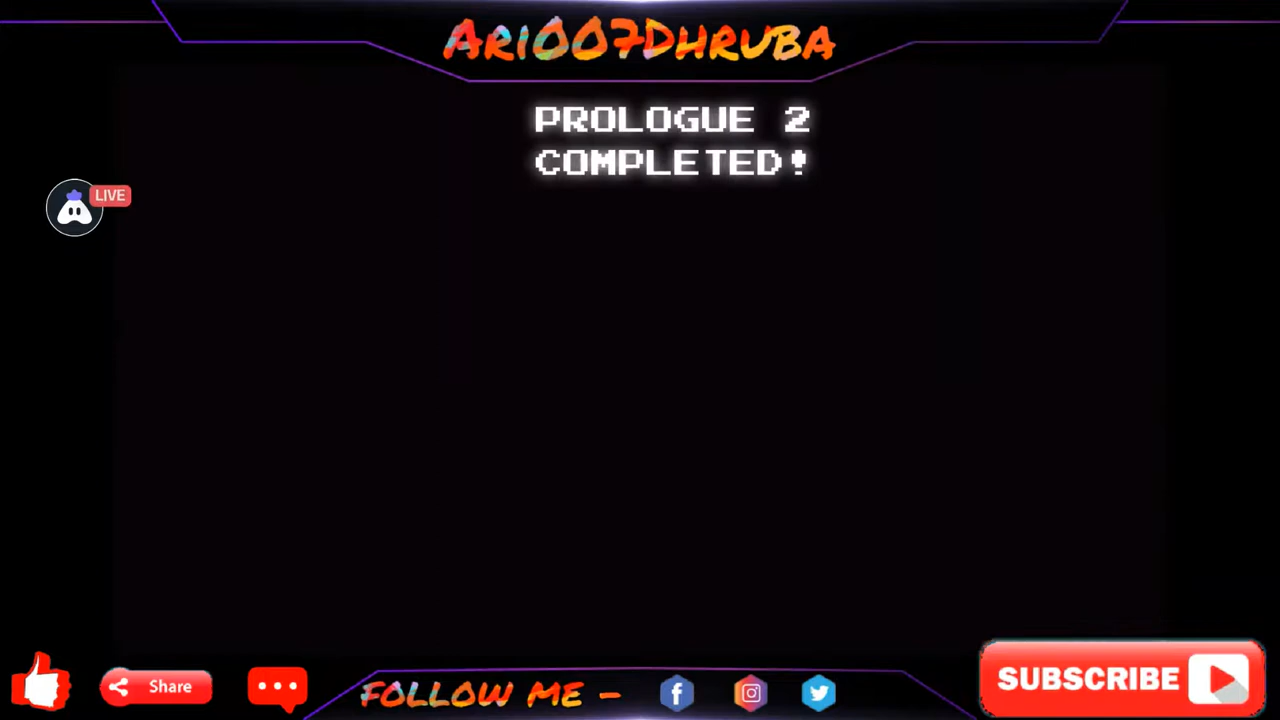 Ari007Dhruba
PROLOGUE 2
COMPLETED!
LIVE
Share
FOLLOW ME -
SUBSCRIBE